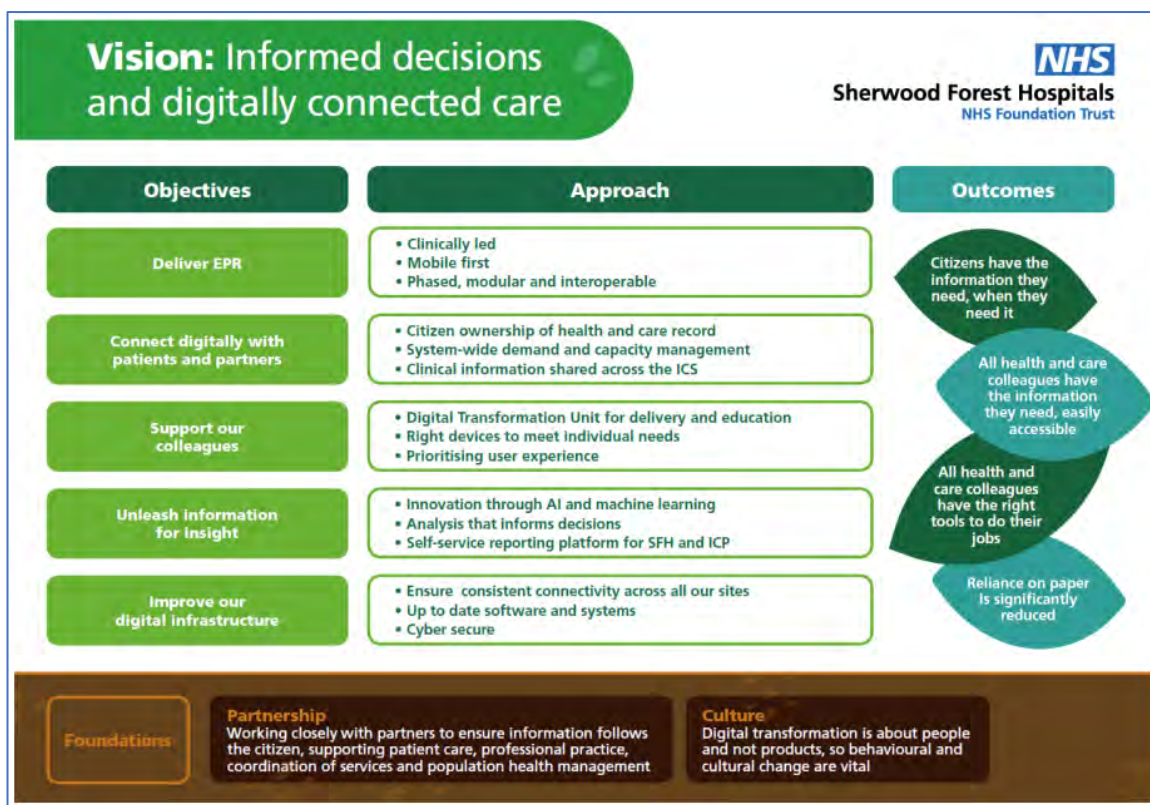 Vision: Informed decisions
and digitally connected care
NHS
Sherwood Forest Hospitals
NHS Foundation Trust
Objectives
Approach
Outcomes
Deliver EPR
• Clinically led
• Mobile first
• Phased, modular and interoperable
Connect digitally with
patients and partners
• Citizen ownership of health and care record
• System-wide demand and capacity management
• Clinical information shared across the ICS
Support our
colleagues
• Digital Transformation Unit for delivery and education
• Right devices to meet individual needs
• Prioritising user experience
Unleash information
for insight
• Innovation through AI and machine learning
• Analysis that informs decisions
• Self-service reporting platform for SFH and ICP
Improve our
digital infrastructure
• Ensure consistent connectivity across all our sites
• Up to date software and systems
• Cyber secure
Citizens have the
information they
need, when they
need it
All health and care
colleagues have
the information
they need, easily
accessible
All health and
care colleagues
have the right
tools to do their
jobs
Reliance on paper
is significantly
reduced
Foundations
Partnership
Working closely with partners to ensure information follows
the citizen, supporting patient care, professional practice,
coordination of services and population health management
Culture
Digital transformation is about people
and not products, so behavioural and
cultural change are vital